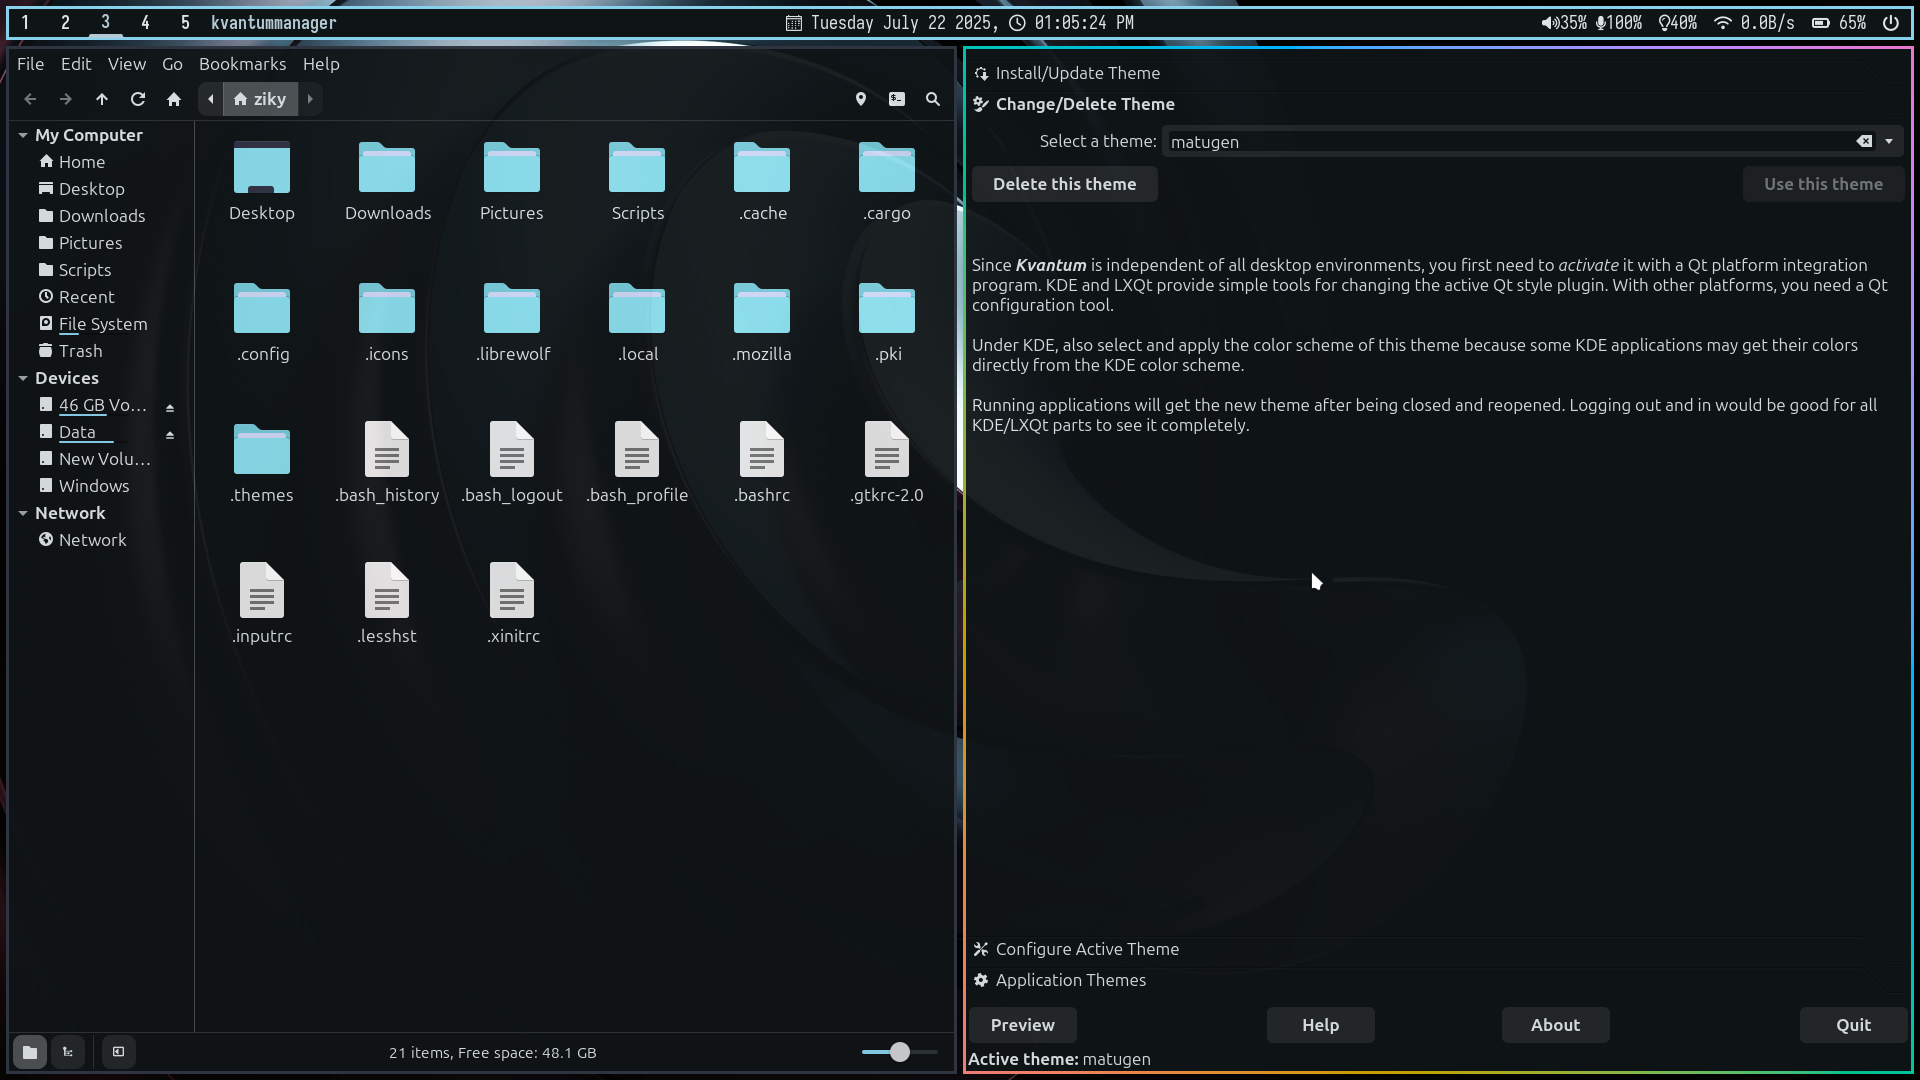 1 2 3 4 5 kvantummanager
Tuesday July 22 2025, 01:05:24 PM
35% 100% 40% 0.0B/s 65%
File Edit View Go Bookmarks Help
ziky
My Computer
Home
Desktop
Downloads
Pictures
Scripts
Recent
File System
Trash
Devices
46 GB Vo...
Data
New Volu...
Windows
Network
Network
Desktop Downloads Pictures Scripts .cache .cargo
.config .icons .librewolf .local .mozilla .pki
.themes .bash_history .bash_logout .bash_profile .bashrc .gtkrc-2.0
.inputrc .lesshst .xinitrc
21 items, Free space: 48.1 GB
Install/Update Theme
Change/Delete Theme
Select a theme: matugen
Delete this theme Use this theme
Since Kvantum is independent of all desktop environments, you first need to activate it with a Qt platform integration
program. KDE and LXQt provide simple tools for changing the active Qt style plugin. With other platforms, you need a Qt
configuration tool.
Under KDE, also select and apply the color scheme of this theme because some KDE applications may get their colors
directly from the KDE color scheme.
Running applications will get the new theme after being closed and reopened. Logging out and in would be good for all
KDE/LXQt parts to see it completely.
Configure Active Theme
Application Themes
Preview Help About Quit
Active theme: matugen